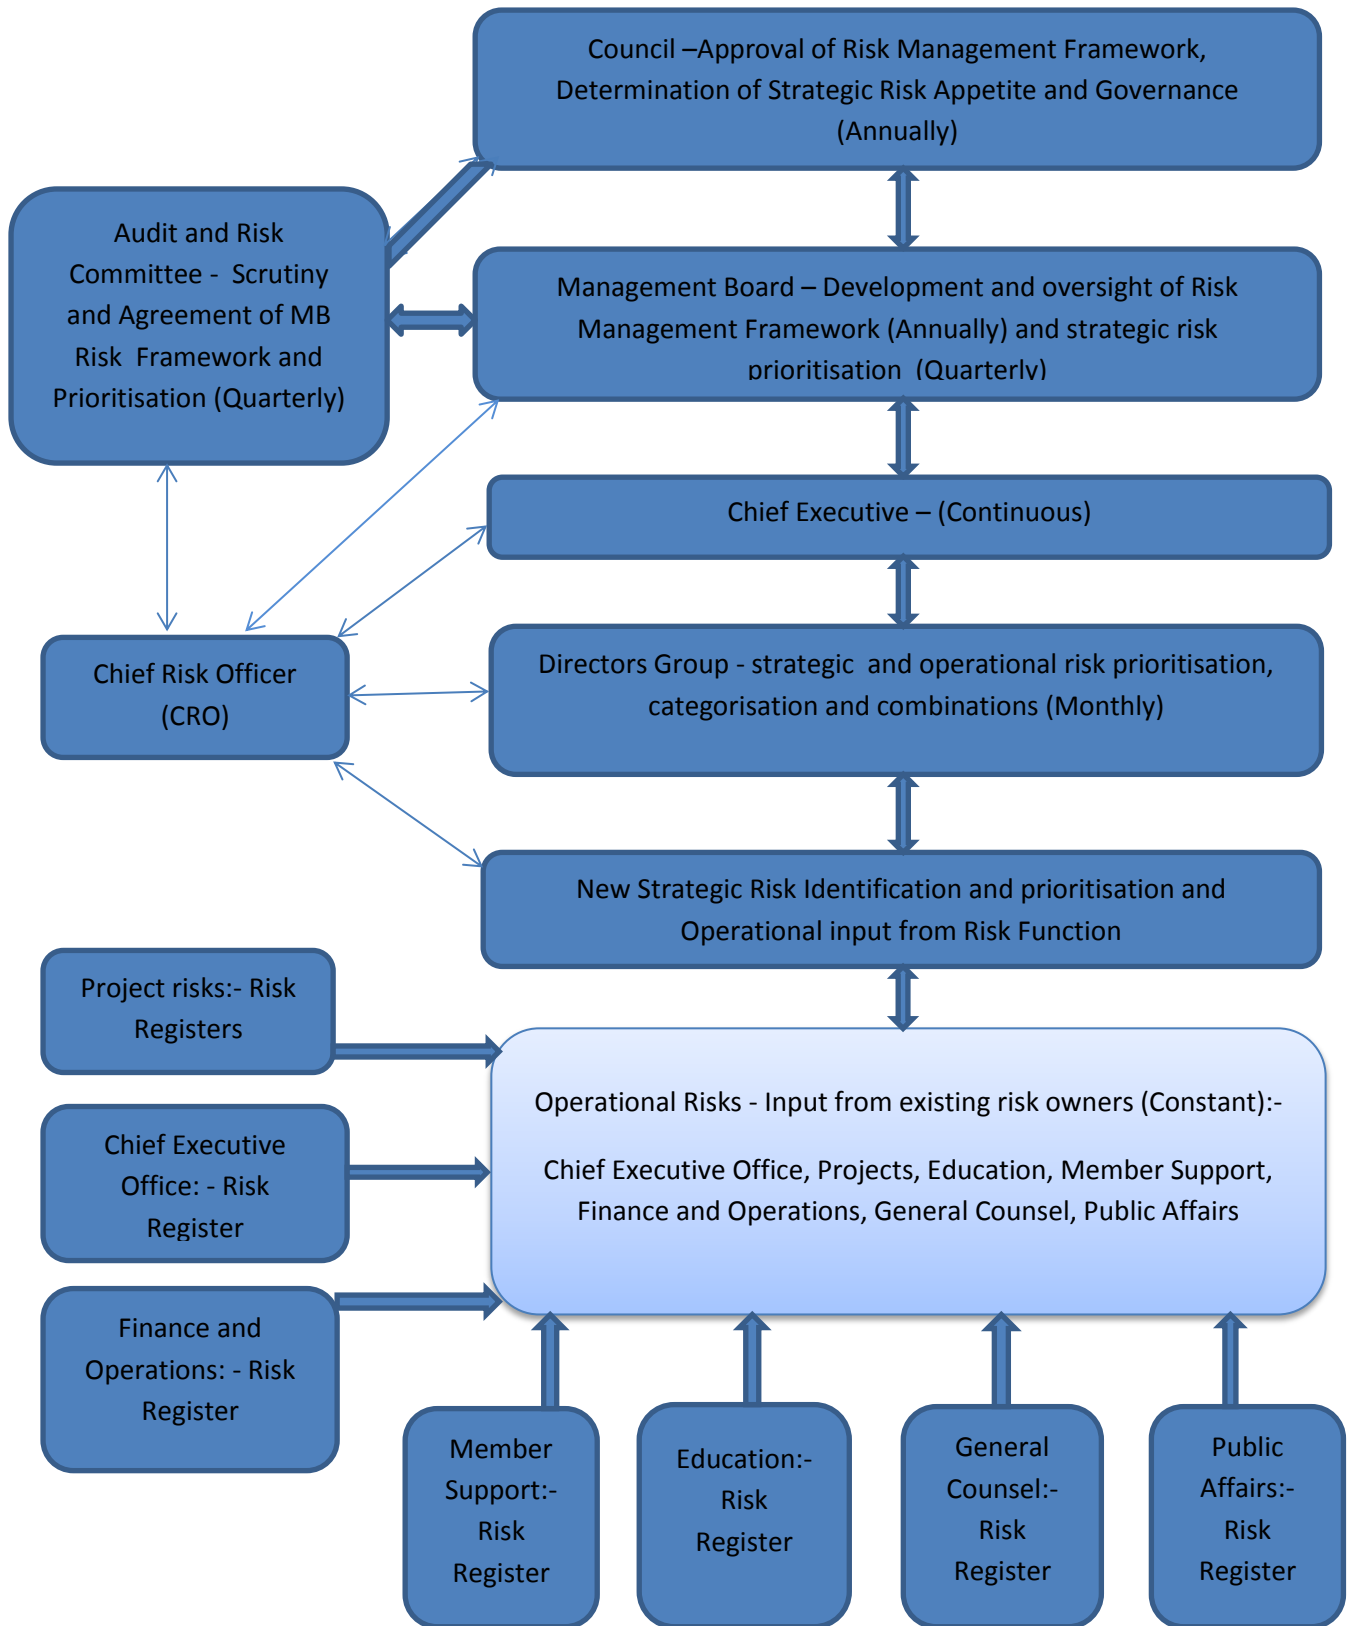 Council –Approval of Risk Management Framework,
Determination of Strategic Risk Appetite and Governance
(Annually)
Audit and Risk
Committee -  Scrutiny
and Agreement of MB
Risk  Framework and
Prioritisation (Quarterly)
Management Board – Development and oversight of Risk
Management Framework (Annually) and strategic risk
prioritisation  (Quarterly)
Chief Executive – (Continuous)
Chief Risk Officer
(CRO)
Directors Group - strategic  and operational risk prioritisation,
categorisation and combinations (Monthly)
New Strategic Risk Identification and prioritisation and
Operational input from Risk Function
Project risks:- Risk
Registers
Operational Risks - Input from existing risk owners (Constant):-
Chief Executive Office, Projects, Education, Member Support,
Finance and Operations, General Counsel, Public Affairs
Chief Executive
Office: - Risk
Register
Finance and
Operations: - Risk
Register
Member
Support:-
Risk
Register
Education:-
Risk
Register
General
Counsel:-
Risk
Register
Public
Affairs:-
Risk
Register